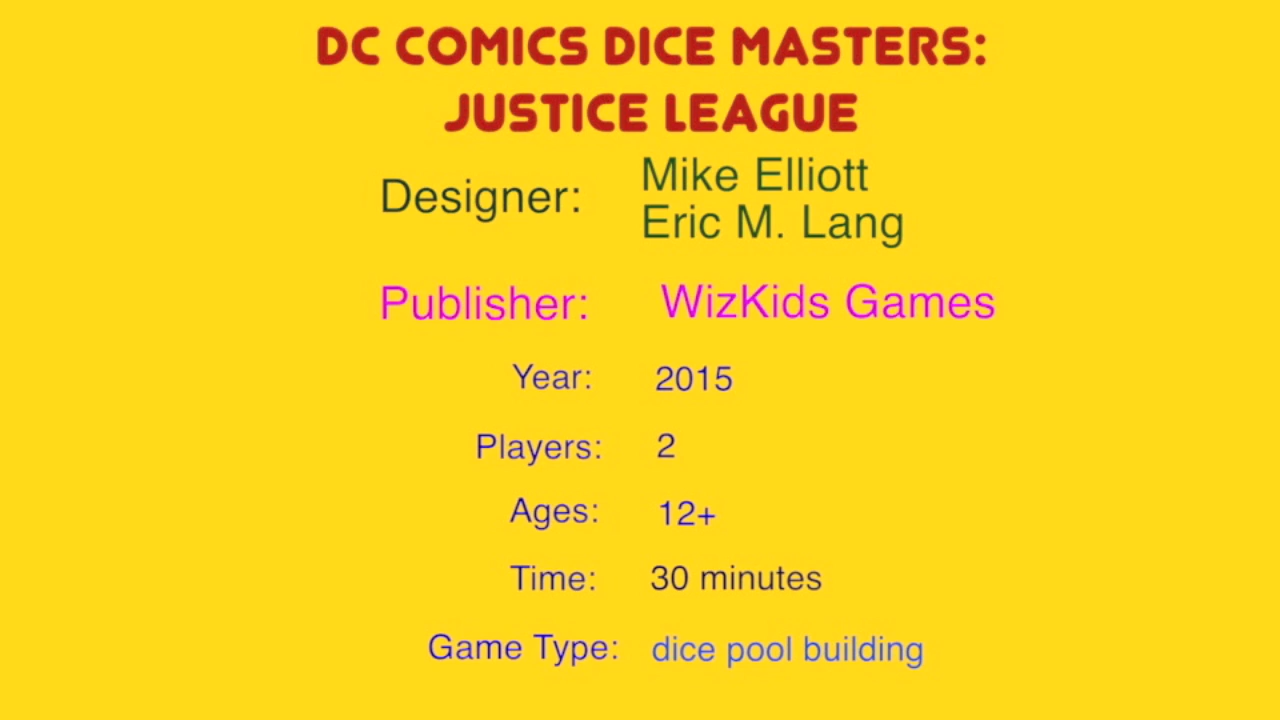 DC COMICS DICE MASTERS:
JUSTICE LEAGUE
Designer: Mike Elliott
Eric M. Lang
Publisher: WizKids Games
Year: 2015
Players: 2
Ages: 12+
Time: 30 minutes
Game Type: dice pool building